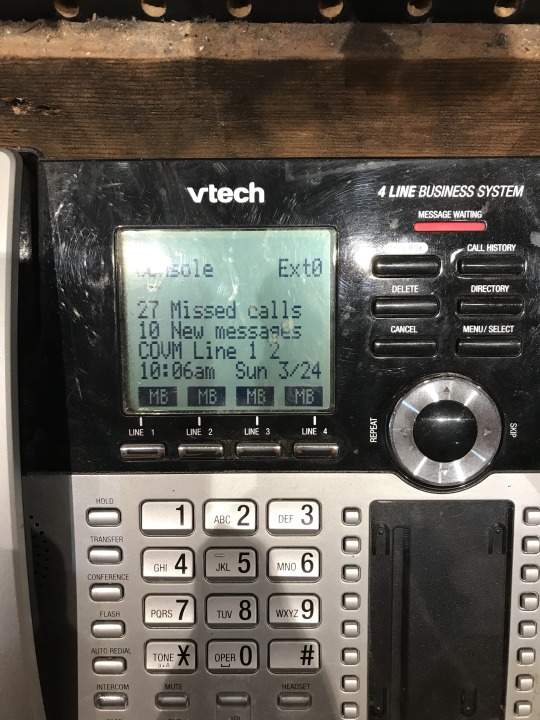 vtech
4 LINE BUSINESS SYSTEM
MESSAGE WAITING
CALL HISTORY
Ext0
DELETE
DIRECTORY
27 Missed calls
10 New messages
CANCEL
MENU/SELECT
COVM Line 1 2
10:06am Sun 3/24
MB MB MB MB
LINE 1 LINE 2 LINE 3 LINE 4
REPEAT
SKIP
HOLD
1 ABC 2 DEF 3
TRANSFER
GHI 4 JKL 5 MNO 6
CONFERENCE
PQRS 7 TUV 8 WXYZ 9
FLASH
AUTO REDIAL
TONE * OPER 0 #
INTERCOM MUTE HEADSET